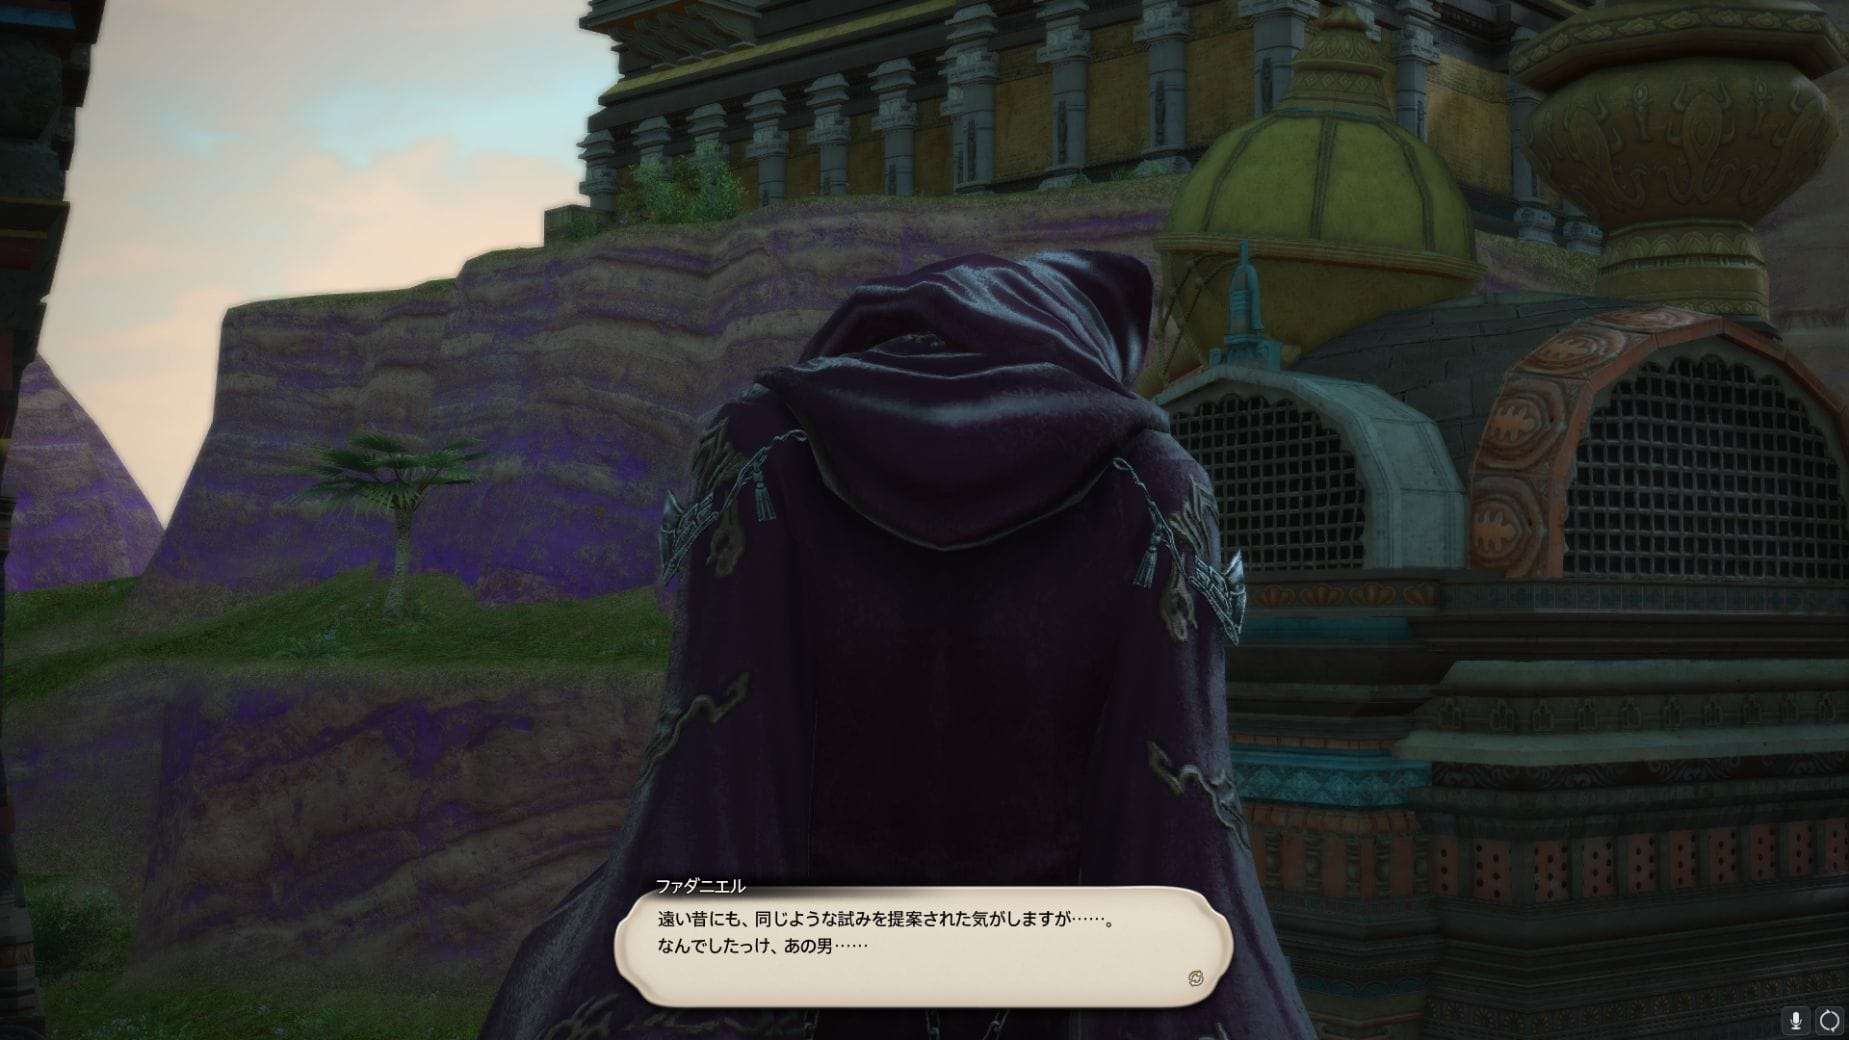 ファダニエル
遠い昔にも、同じような試みを提案された気がしますが……。
なんでしたっけ、あの男……